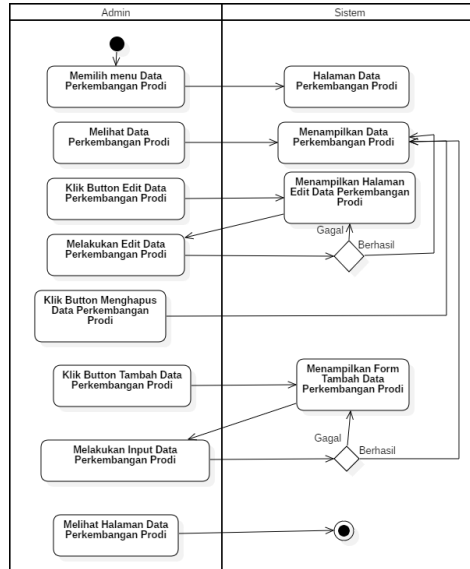 Admin
Sistem
Memilih menu Data
Perkembangan Prodi
Halaman Data
Perkembangan Prodi
Melihat Data
Perkembangan Prodi
Menampilkan Data
Perkembangan Prodi
Klik Button Edit Data
Perkembangan Prodi
Menampilkan Halaman
Edit Data Perkembangan
Prodi
Melakukan Edit Data
Perkembangan Prodi
Gagal
Berhasil
Klik Button Menghapus
Data Perkembangan
Prodi
Klik Button Tambah Data
Perkembangan Prodi
Menampilkan Form
Tambah Data
Perkembangan Prodi
Melakukan Input Data
Perkembangan Prodi
Gagal
Berhasil
Melihat Halaman Data
Perkembangan Prodi